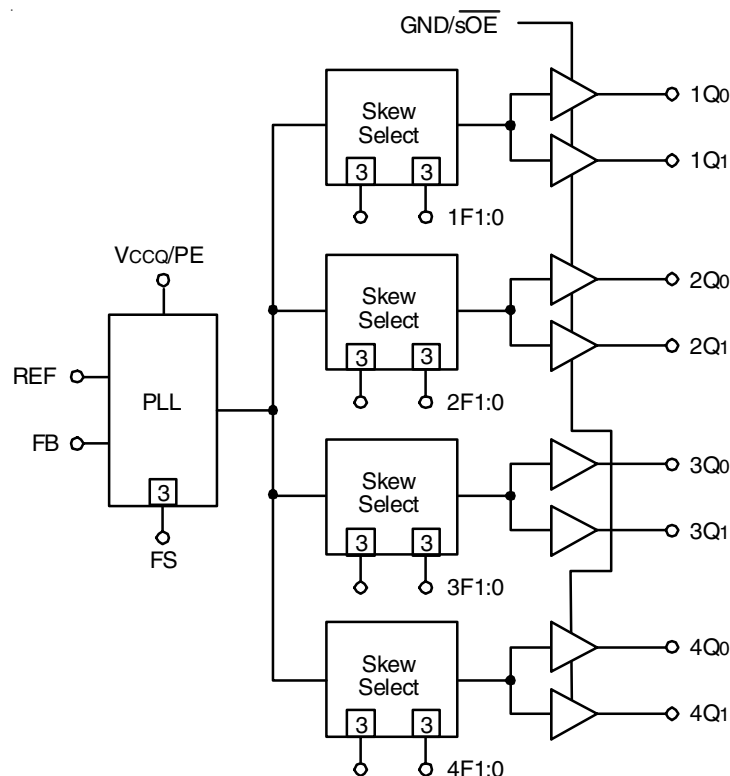 GND/sOE
Skew
Select
3 3
1F1:0
1Q0
1Q1
VCCQ/PE
Skew
Select
3 3
2F1:0
2Q0
2Q1
REF
FB
PLL
3
FS
Skew
Select
3 3
3F1:0
3Q0
3Q1
Skew
Select
3 3
4F1:0
4Q0
4Q1